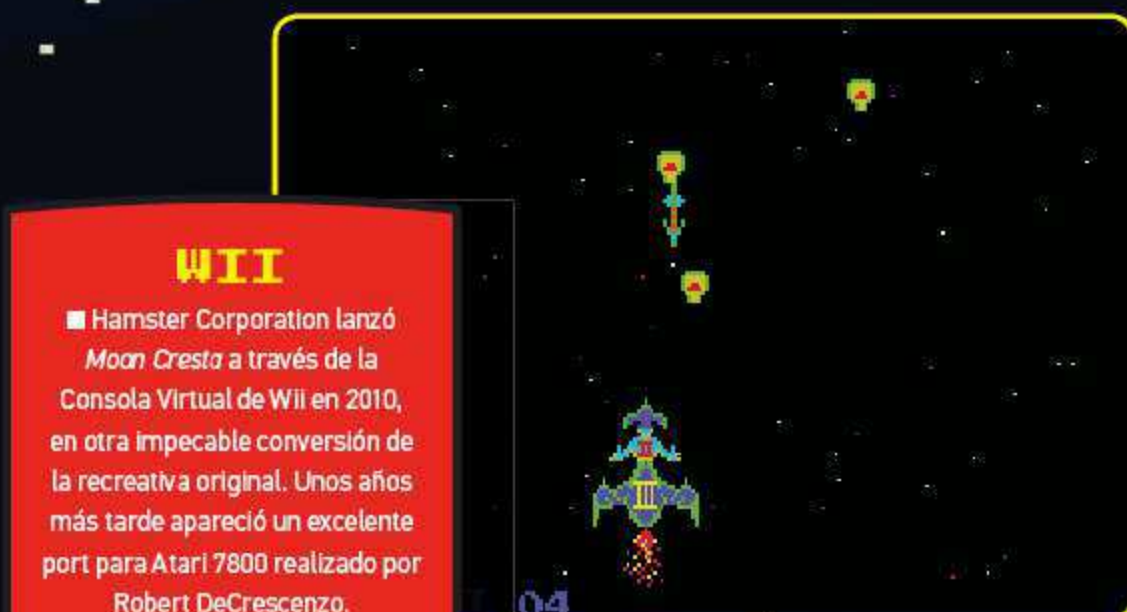 WII
■ Hamster Corporation lanzó
Moon Cresta a través de la
Consola Virtual de Wii en 2010,
en otra impecable conversión de
la recreativa original. Unos años
más tarde apareció un excelente
port para Atari 7800 realizado por
Robert DeCrescenzo.
04